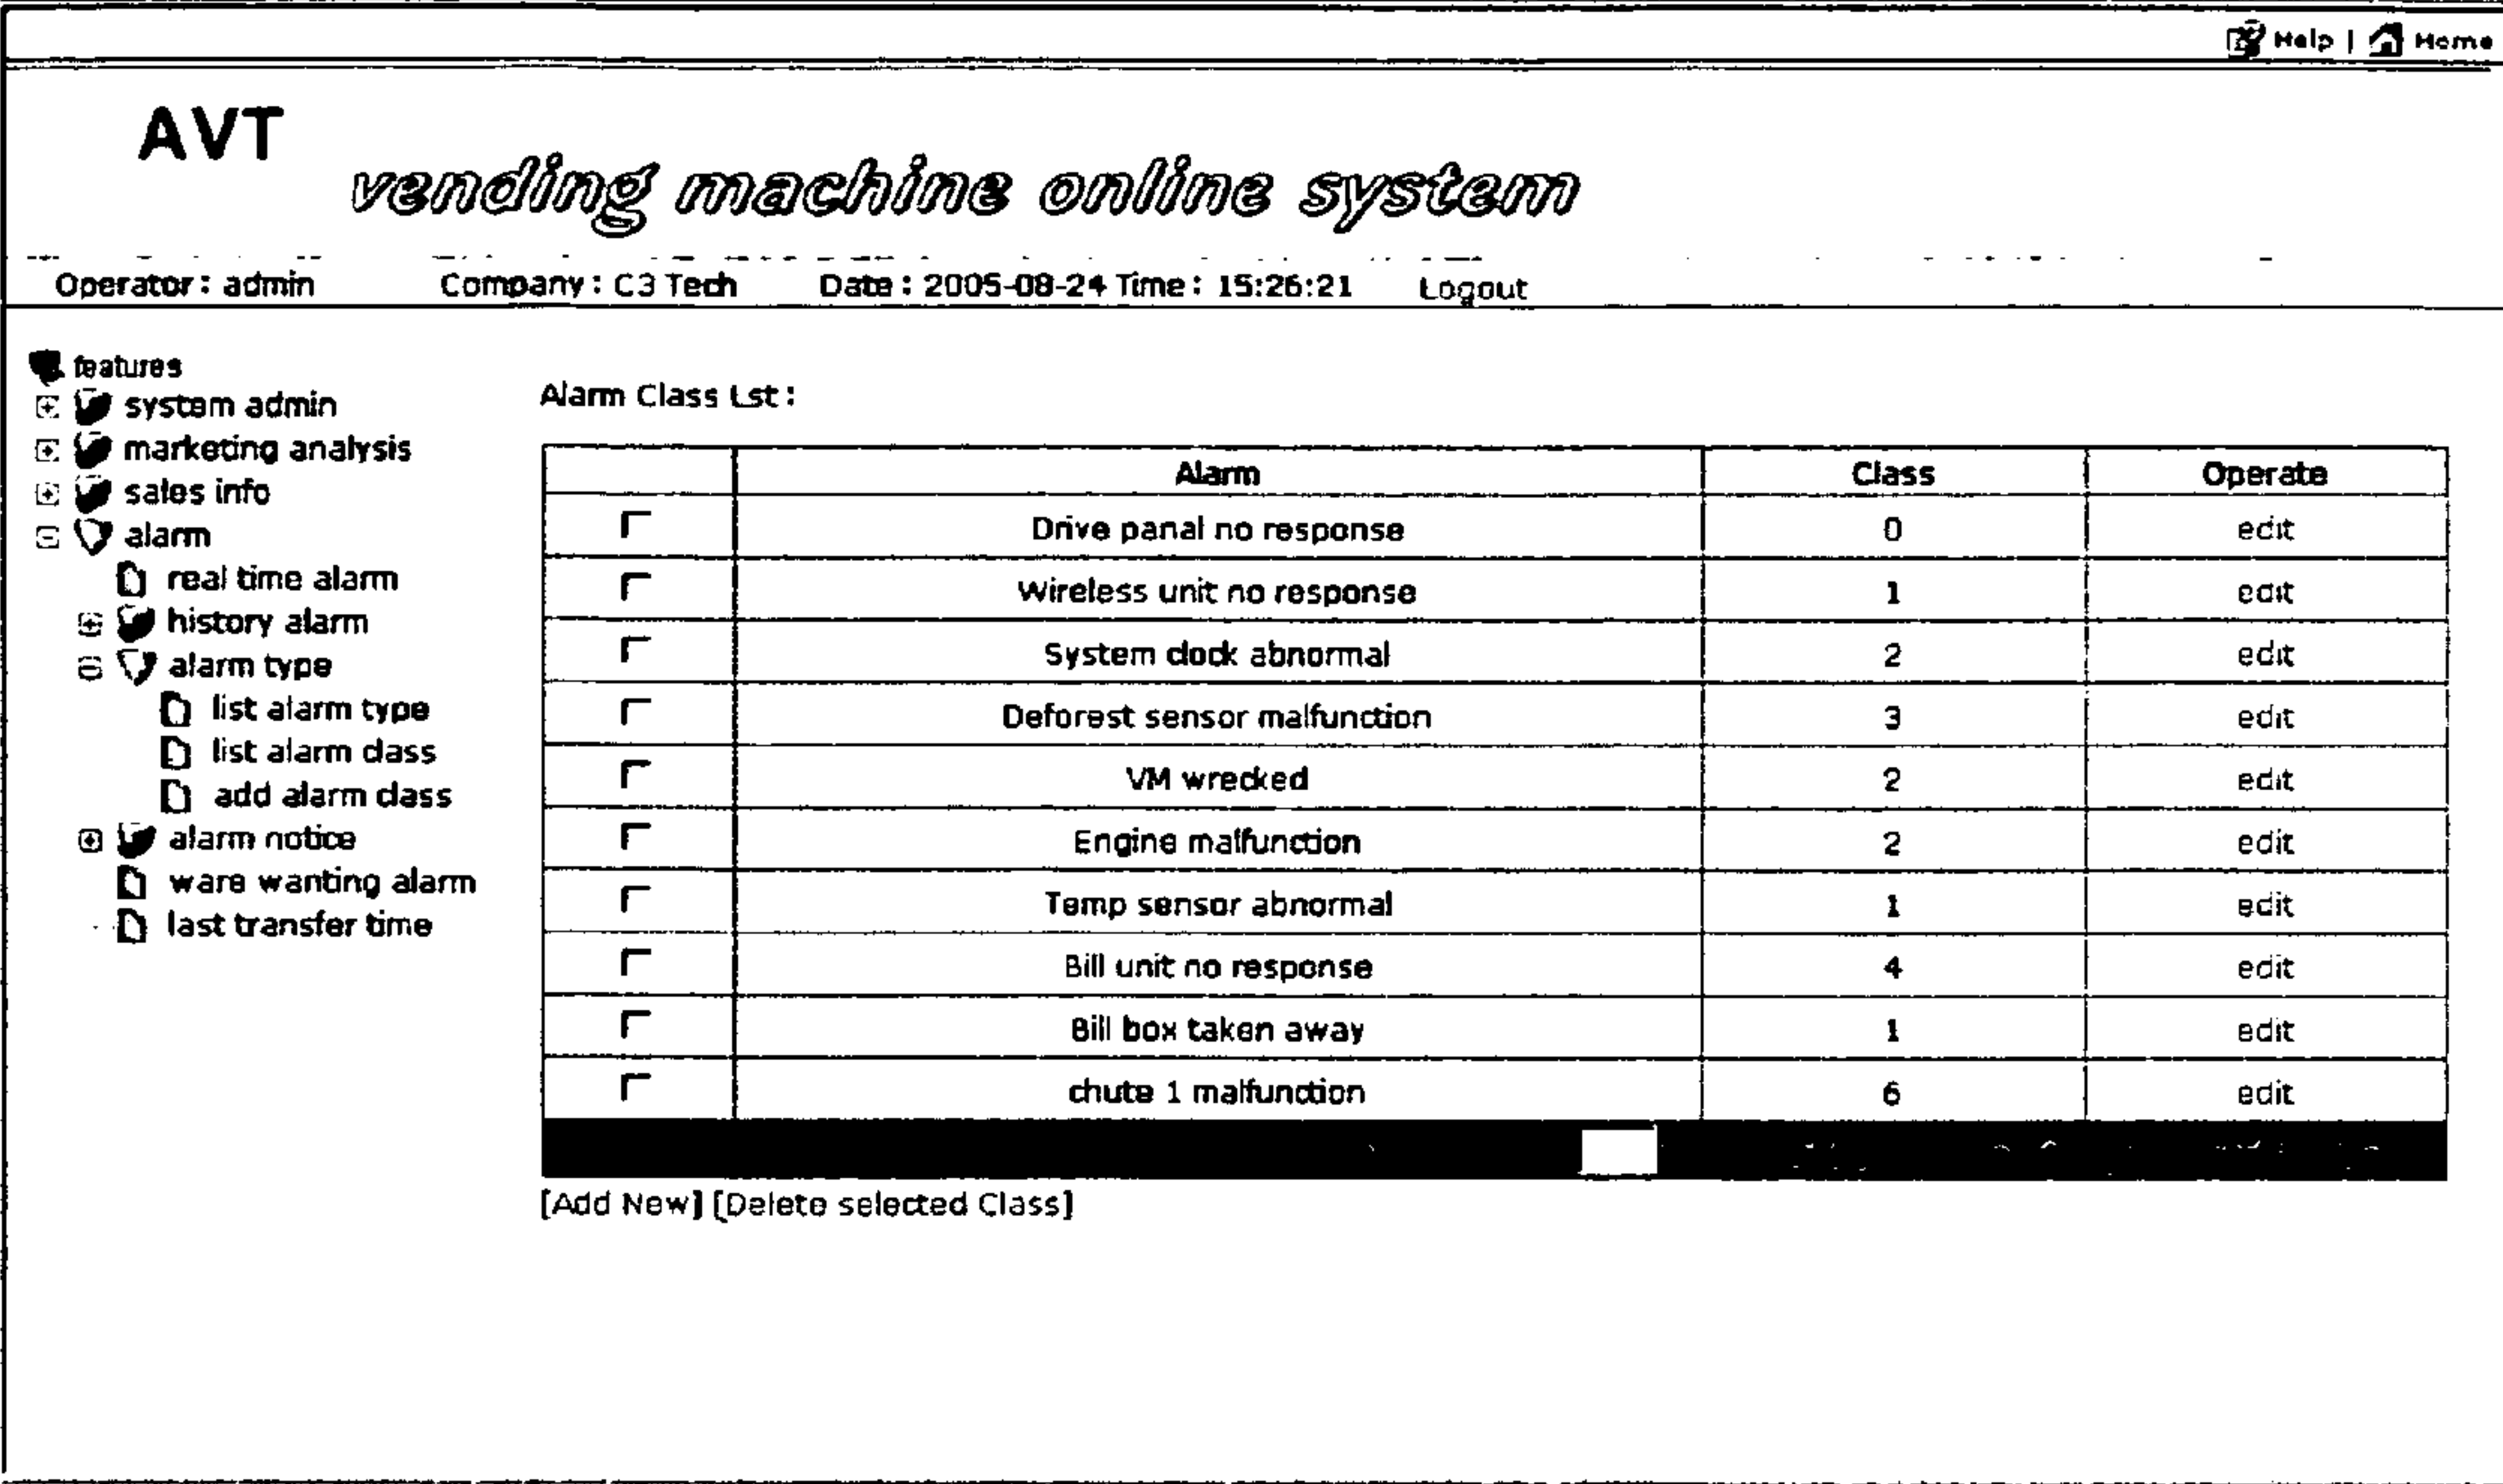 Help | Home
AVT
vending machine online system
Operator : admin Company : C3 Tech Date : 2005-08-24 Time : 15:26:21 Logout
features
system admin
marketing analysis
sales info
alarm
real time alarm
history alarm
alarm type
list alarm type
list alarm class
add alarm class
alarm notice
ware wanting alarm
last transfer time
Alarm Class Lst :
Alarm Class Operate
Drive panal no response 0 edit
Wireless unit no response 1 edit
System clock abnormal 2 edit
Deforest sensor malfunction 3 edit
VM wrecked 2 edit
Engine malfunction 2 edit
Temp sensor abnormal 1 edit
Bill unit no response 4 edit
Bill box taken away 1 edit
chute 1 malfunction 6 edit
[Add New] [Delete selected Class]